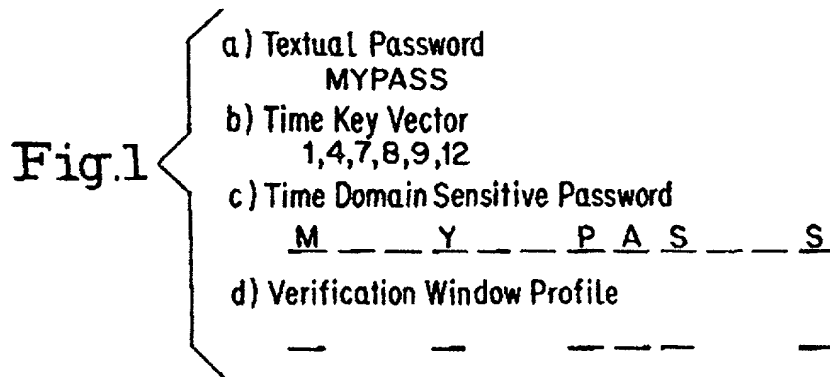 a) Textual Password
MYPASS
b) Time Key Vector
Fig.1
1,4,7,8,9,12
c) Time Domain Sensitive Password
M _ _ Y _ _ P A S _ _ S
d) Verification Window Profile
_ _ _ _ _ _